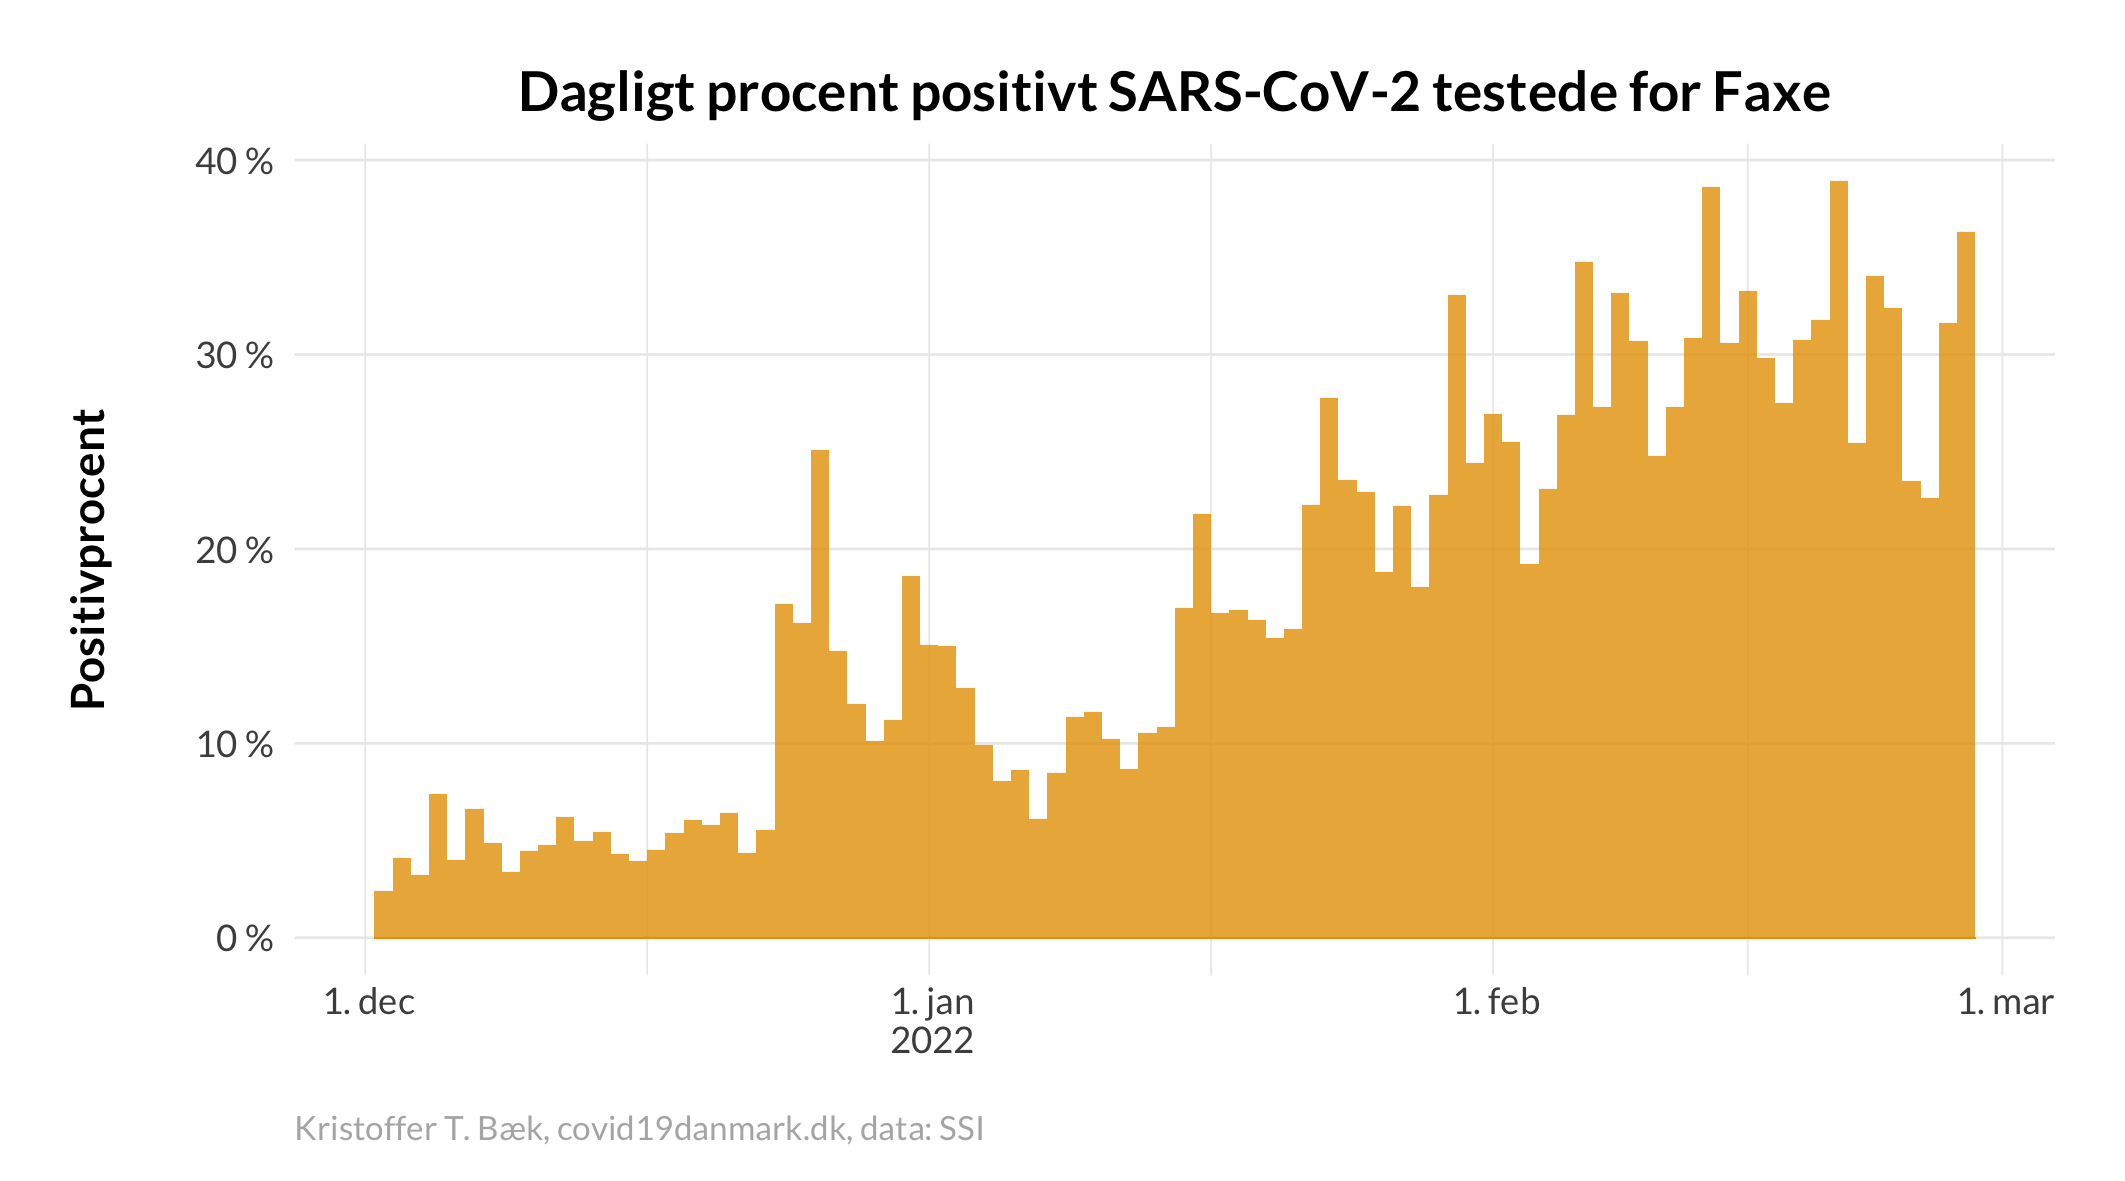 Dagligt procent positivt SARS-CoV-2 testede for Faxe
Positivprocent
40 %
30 %
20 %
10 %
0 %
1. dec
1. jan
2022
1. feb
1. mar
Kristoffer T. Bæk, covid19danmark.dk, data: SSI